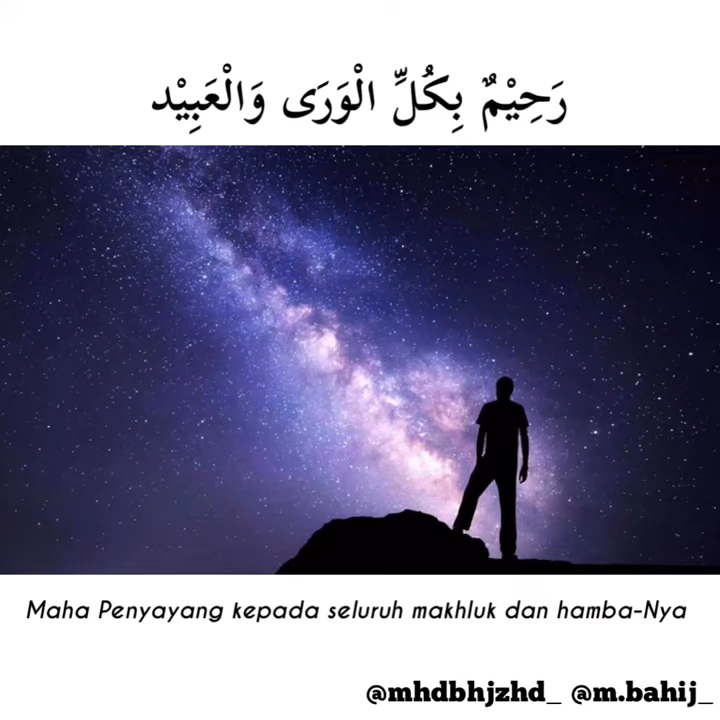 رَحِيْمٌ بِكُلِّ الْوَرَى وَالْعَبِيْد
Maha Penyayang kepada seluruh makhluk dan hamba-Nya
@mhdbhjzhd_ @m.bahij_